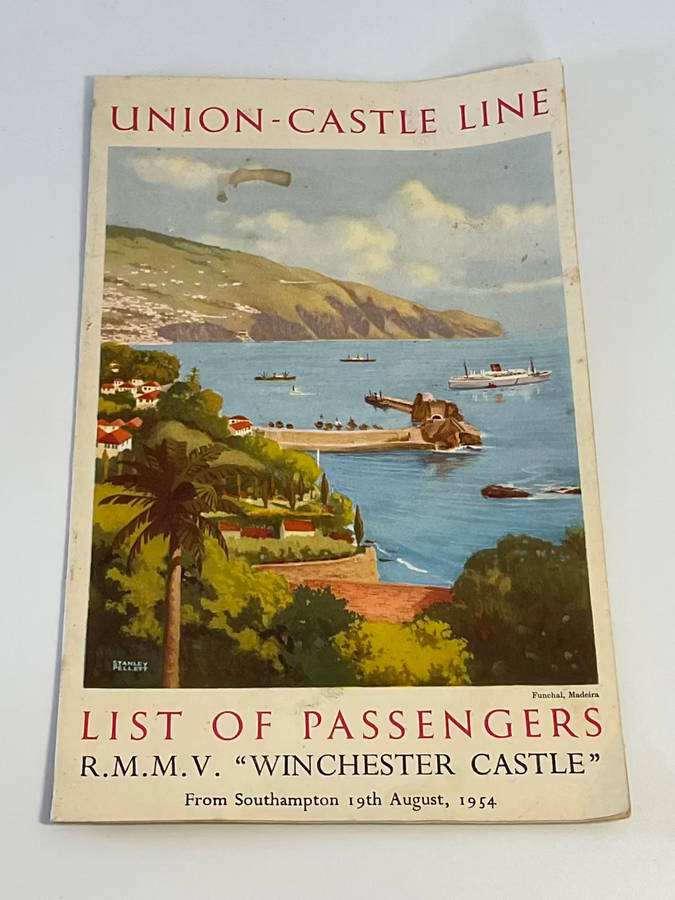 UNION-CASTLE LINE
STANLEY
PELLETT
Funchal, Madeira
LIST OF PASSENGERS
R.M.M.V. “WINCHESTER CASTLE”
From Southampton 19th August, 1954